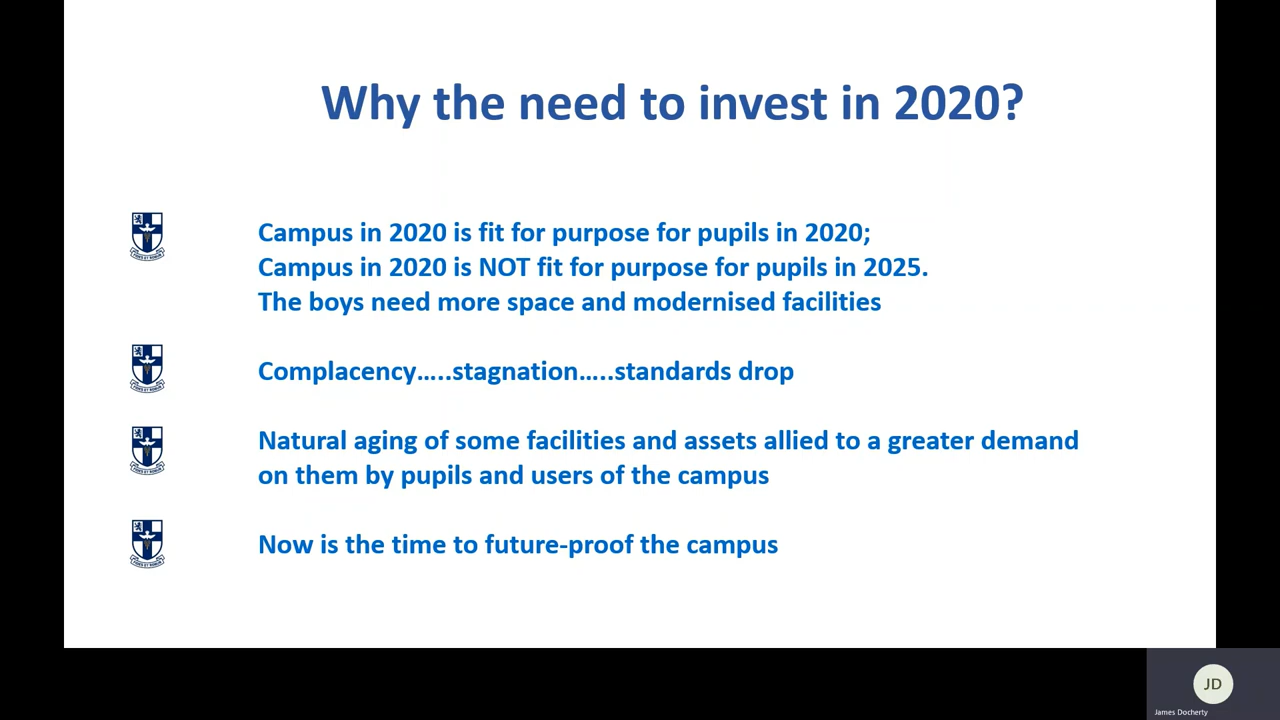 Why the need to invest in 2020?
Campus in 2020 is fit for purpose for pupils in 2020;
Campus in 2020 is NOT fit for purpose for pupils in 2025.
The boys need more space and modernised facilities
Complacency…..stagnation…..standards drop
Natural aging of some facilities and assets allied to a greater demand
on them by pupils and users of the campus
Now is the time to future-proof the campus
JD
James Docherty